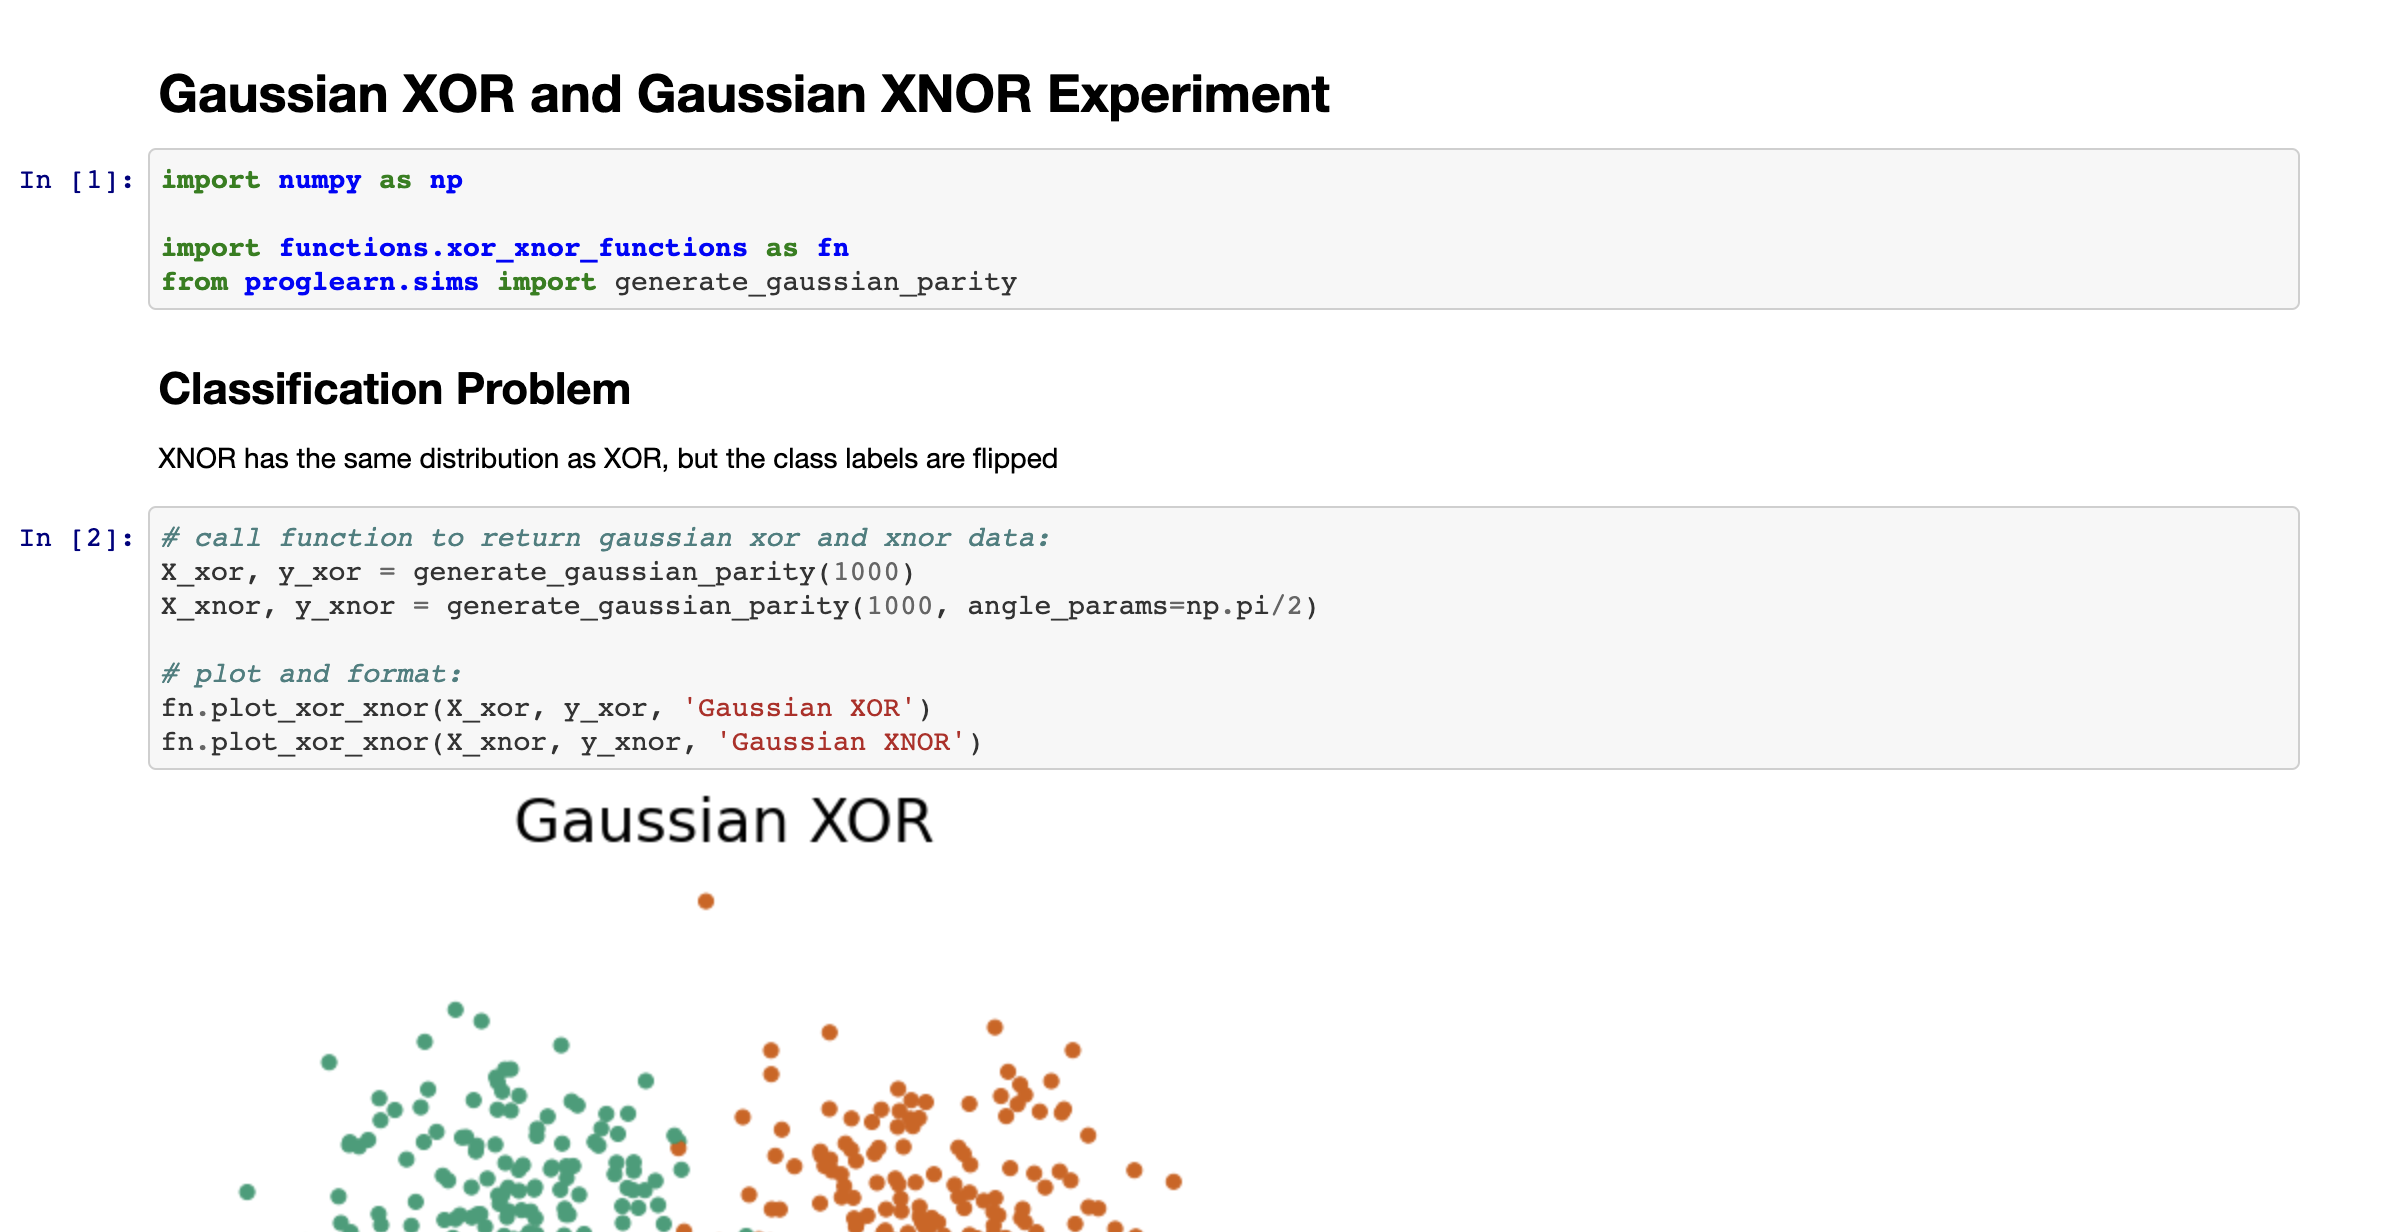 Gaussian XOR and Gaussian XNOR Experiment
In [1]:
import numpy as np
import functions.xor_xnor_functions as fn
from proglearn.sims import generate_gaussian_parity
Classification Problem
XNOR has the same distribution as XOR, but the class labels are flipped
In [2]:
# call function to return gaussian xor and xnor data:
X_xor, y_xor = generate_gaussian_parity(1000)
X_xnor, y_xnor = generate_gaussian_parity(1000, angle_params=np.pi/2)
# plot and format:
fn.plot_xor_xnor(X_xor, y_xor, 'Gaussian XOR')
fn.plot_xor_xnor(X_xnor, y_xnor, 'Gaussian XNOR')
Gaussian XOR